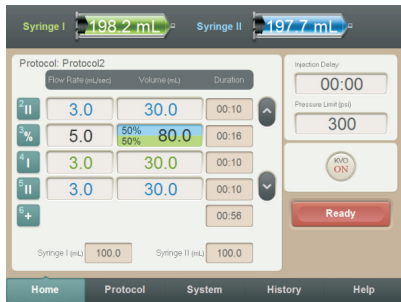 Syringe I 198.2 mL Syringe II 197.7 mL
Protocol: Protocol2
Flow Rate (mL/sec) Volume (mL) Duration
2 II 3.0 30.0 00:10
3 % 5.0 50% 50% 80.0 00:16
4 I 3.0 30.0 00:10
5 II 3.0 30.0 00:10
6 + 00:56
Syringe I (mL) 100.0 Syringe II (mL) 100.0
Injection Delay
00:00
Pressure Limit (psi)
300
KVO
ON
Ready
Home Protocol System History Help